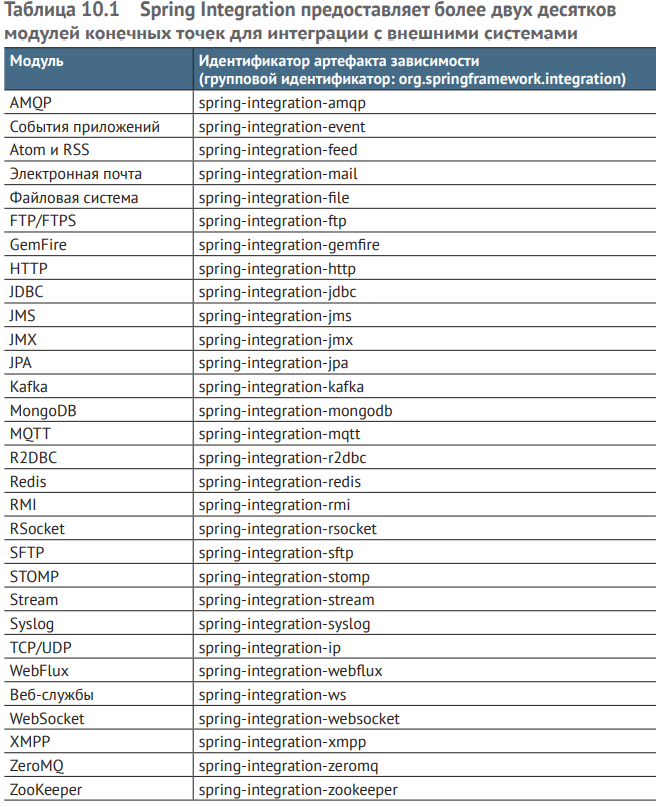 Таблица 10.1 Spring Integration предоставляет более двух десятков
модулей конечных точек для интеграции с внешними системами
Модуль Идентификатор артефакта зависимости
(групповой идентификатор: org.springframework.integration)
AMQP spring-integration-amqp
События приложений spring-integration-event
Atom и RSS spring-integration-feed
Электронная почта spring-integration-mail
Файловая система spring-integration-file
FTP/FTPS spring-integration-ftp
GemFire spring-integration-gemfire
HTTP spring-integration-http
JDBC spring-integration-jdbc
JMS spring-integration-jms
JMX spring-integration-jmx
JPA spring-integration-jpa
Kafka spring-integration-kafka
MongoDB spring-integration-mongodb
MQTT spring-integration-mqtt
R2DBC spring-integration-r2dbc
Redis spring-integration-redis
RMI spring-integration-rmi
RSocket spring-integration-rsocket
SFTP spring-integration-sftp
STOMP spring-integration-stomp
Stream spring-integration-stream
Syslog spring-integration-syslog
TCP/UDP spring-integration-ip
WebFlux spring-integration-webflux
Веб-службы spring-integration-ws
WebSocket spring-integration-websocket
XMPP spring-integration-xmpp
ZeroMQ spring-integration-zeromq
ZooKeeper spring-integration-zookeeper